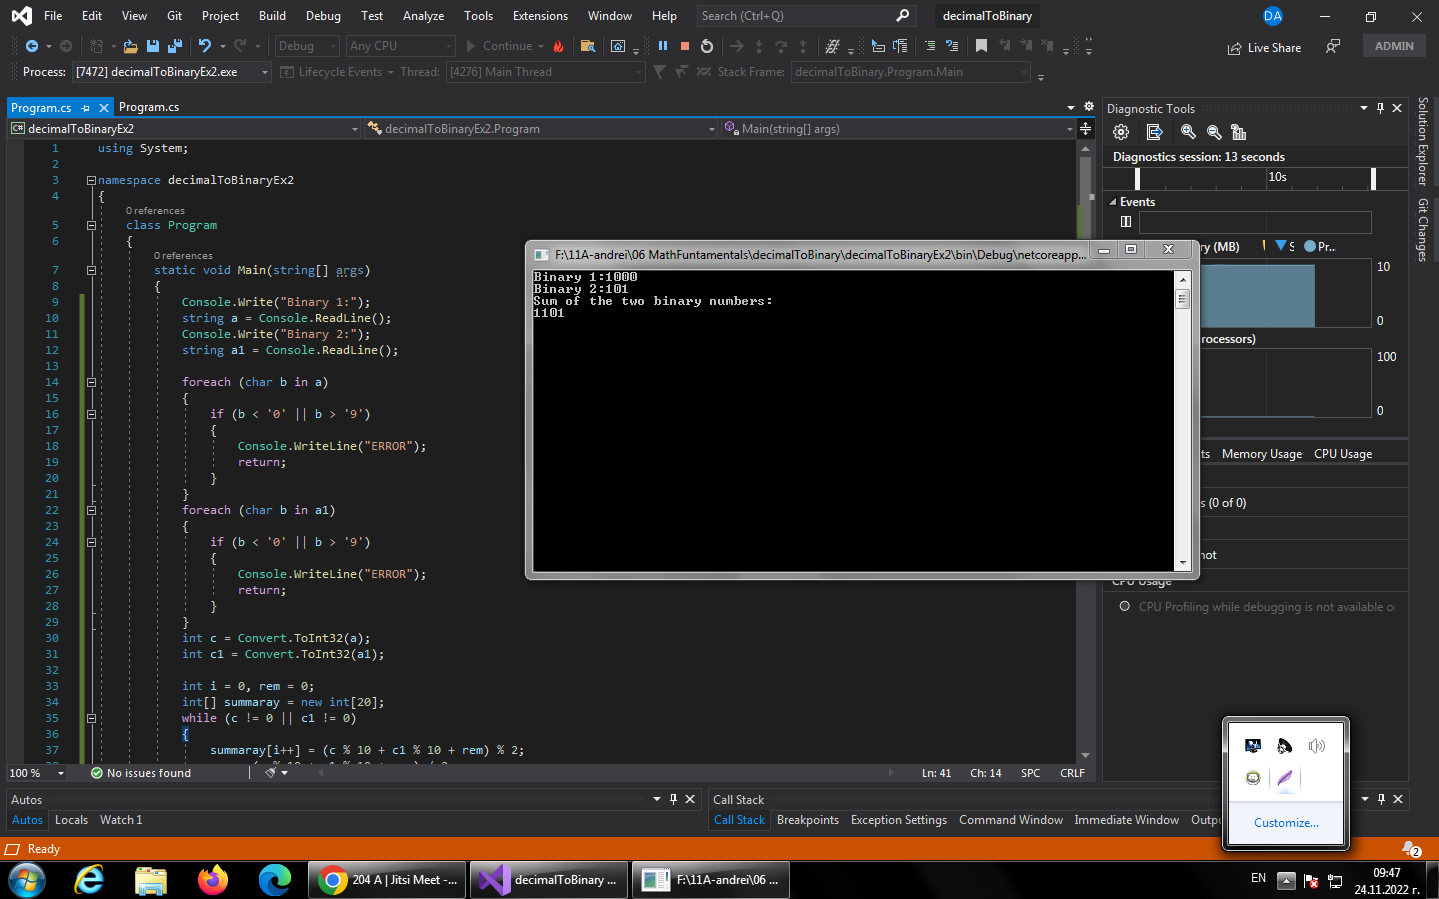 File Edit View Git Project Build Debug Test Analyze Tools Extensions Window Help Search (Ctrl+Q) decimalToBinary DA
Debug Any CPU Continue Live Share ADMIN
Process: [7472] decimalToBinaryEx2.exe Lifecycle Events Thread: [4276] Main Thread Stack Frame: decimalToBinary.Program.Main
Program.cs Program.cs
decimalToBinaryEx2 decimalToBinaryEx2.Program Main(string[] args)
1 using System;
2
3 namespace decimalToBinaryEx2
4 {
0 references
5 class Program
6 {
0 references
7 static void Main(string[] args)
8 {
9 Console.Write("Binary 1:");
10 string a = Console.ReadLine();
11 Console.Write("Binary 2:");
12 string a1 = Console.ReadLine();
13
14 foreach (char b in a)
15 {
16 if (b < '0' || b > '9')
17 {
18 Console.WriteLine("ERROR");
19 return;
20 }
21 }
22 foreach (char b in a1)
23 {
24 if (b < '0' || b > '9')
25 {
26 Console.WriteLine("ERROR");
27 return;
28 }
29 }
30 int c = Convert.ToInt32(a);
31 int c1 = Convert.ToInt32(a1);
32
33 int i = 0, rem = 0;
34 int[] summaray = new int[20];
35 while (c != 0 || c1 != 0)
36 {
37 summaray[i++] = (c % 10 + c1 % 10 + rem) % 2;
100 % No issues found Ln: 41 Ch: 14 SPC CRLF
F:\11A-andrei\06 MathFuntamentals\decimalToBinary\decimalToBinaryEx2\bin\Debug\netcoreapp...
Binary 1:1000
Binary 2:101
Sum of the two binary numbers:
1101
Diagnostic Tools
Diagnostics session: 13 seconds
10s
Events
ry (MB) S Pr..
10
0
rocessors)
100
0
ts Memory Usage CPU Usage
s (0 of 0)
not
CPU Usage
CPU Profiling while debugging is not available o
Solution Explorer
Git Changes
Autos
Autos Locals Watch 1
Call Stack
Call Stack Breakpoints Exception Settings Command Window Immediate Window Outpu
Customize...
Ready 2
204 A | Jitsi Meet -... decimalToBinary ... F:\11A-andrei\06 ...
EN
09:47
24.11.2022 г.